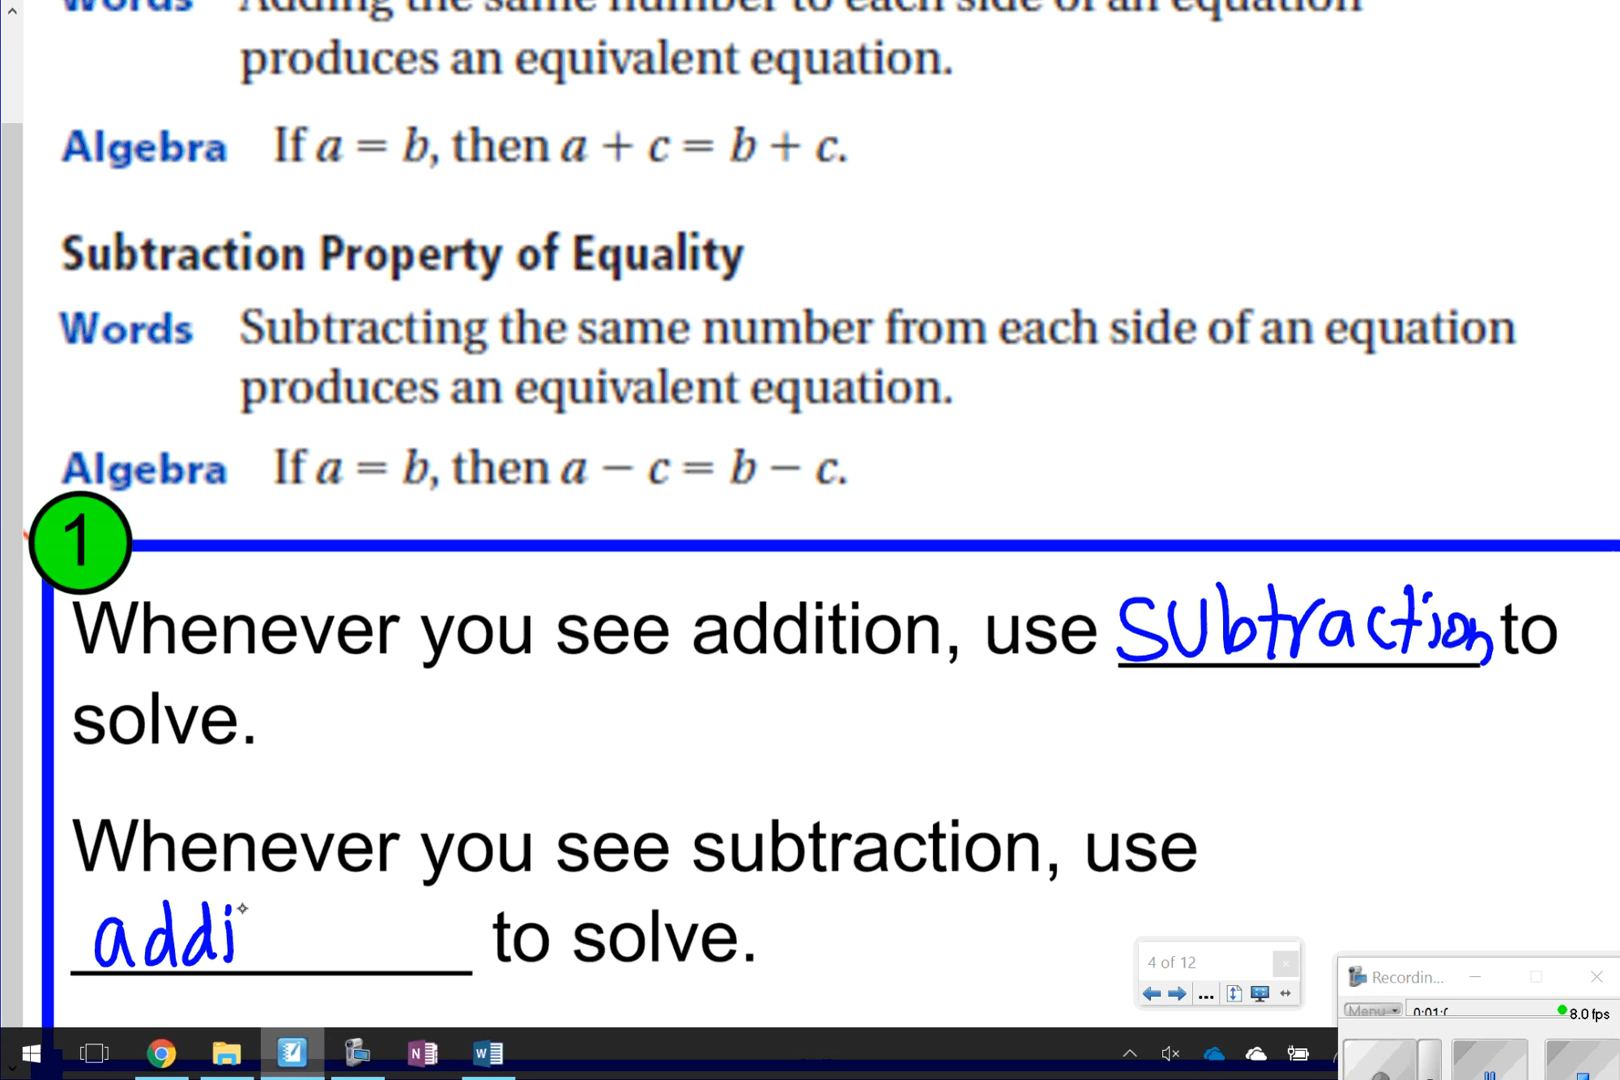 Words Adding the same number to each side of an equation
produces an equivalent equation.
Algebra If a = b, then a + c = b + c.
Subtraction Property of Equality
Words Subtracting the same number from each side of an equation
produces an equivalent equation.
Algebra If a = b, then a − c = b − c.
1
Whenever you see addition, use subtraction to
solve.
Whenever you see subtraction, use
addi to solve.
4 of 12
Recordin...
Menu
8.0 fps